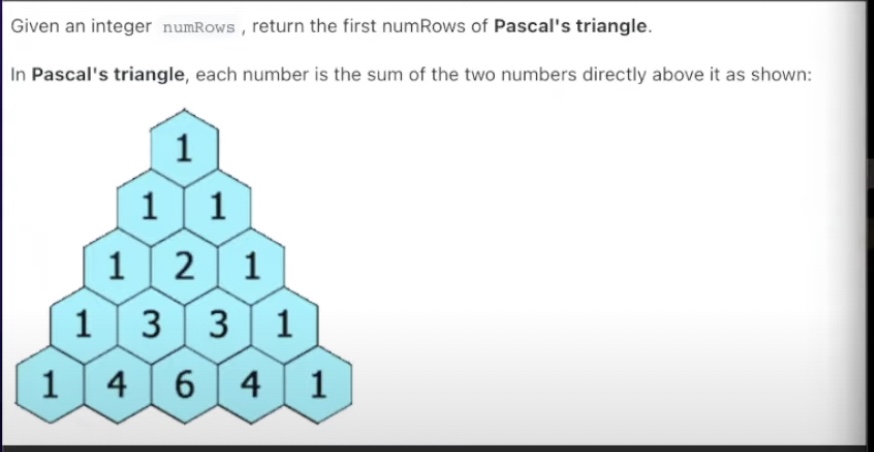 Given an integer numRows , return the first numRows of Pascal's triangle.
In Pascal's triangle, each number is the sum of the two numbers directly above it as shown:
1
1 1
1 2 1
1 3 3 1
1 4 6 4 1